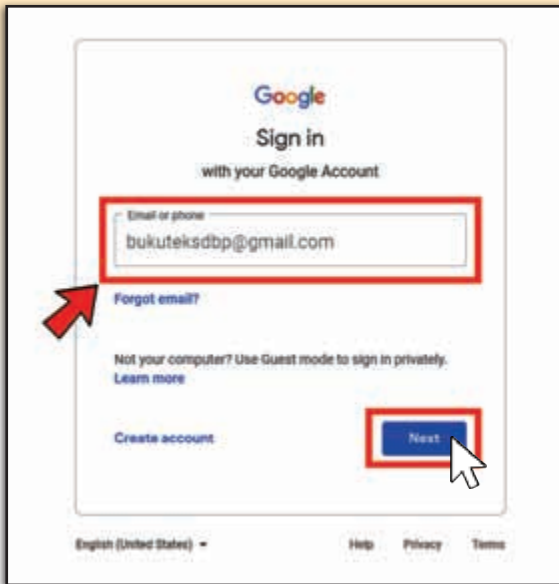 Google
Sign in
with your Google Account
Email or phone
bukuteksdbp@gmail.com
Forgot email?
Not your computer? Use Guest mode to sign in privately.
Learn more
Create account
Next
English (United States)
Help Privacy Terms